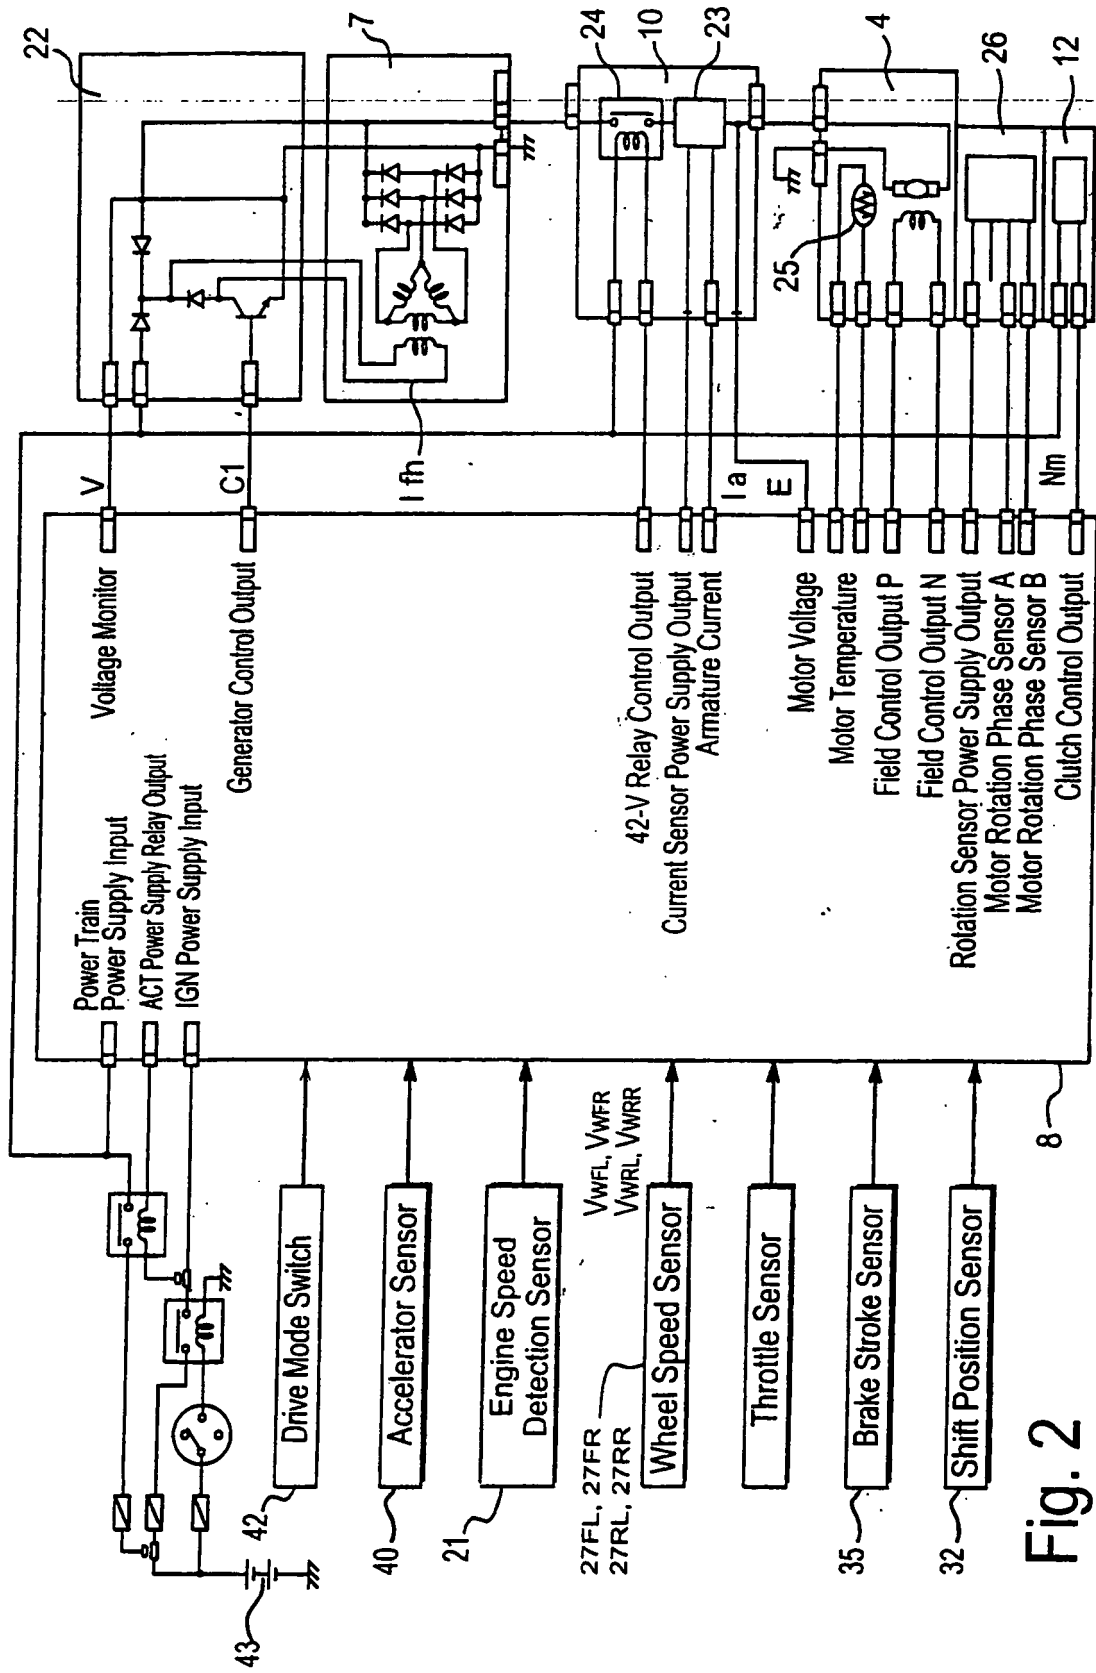 22
7
24
10
23
4
26
12
25
V
C1
I fh
I a
E
Nm
Voltage Monitor
Generator Control Output
42-V Relay Control Output
Current Sensor Power Supply Output
Armature Current
Motor Voltage
Motor Temperature
Field Control Output P
Field Control Output N
Rotation Sensor Power Supply Output
Motor Rotation Phase Sensor A
Motor Rotation Phase Sensor B
Clutch Control Output
Power Train
Power Supply Input
ACT Power Supply Relay Output
IGN Power Supply Input
8
VWFL, VWFR
VWRL, VWRR
Drive Mode Switch
Accelerator Sensor
Engine Speed
Detection Sensor
Wheel Speed Sensor
Throttle Sensor
Brake Stroke Sensor
Shift Position Sensor
43
42
40
21
27FL, 27FR
27RL, 27RR
35
32
Fig. 2